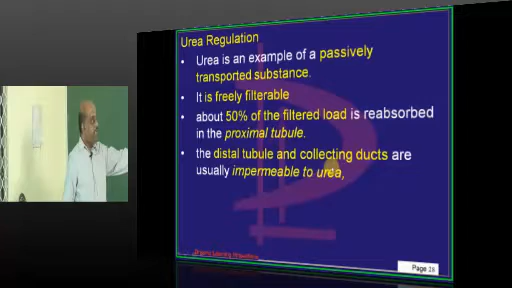 Urea Regulation
• Urea is an example of a passively
transported substance.
• It is freely filterable
• about 50% of the filtered load is reabsorbed
in the proximal tubule.
• the distal tubule and collecting ducts are
usually impermeable to urea,
Page 16